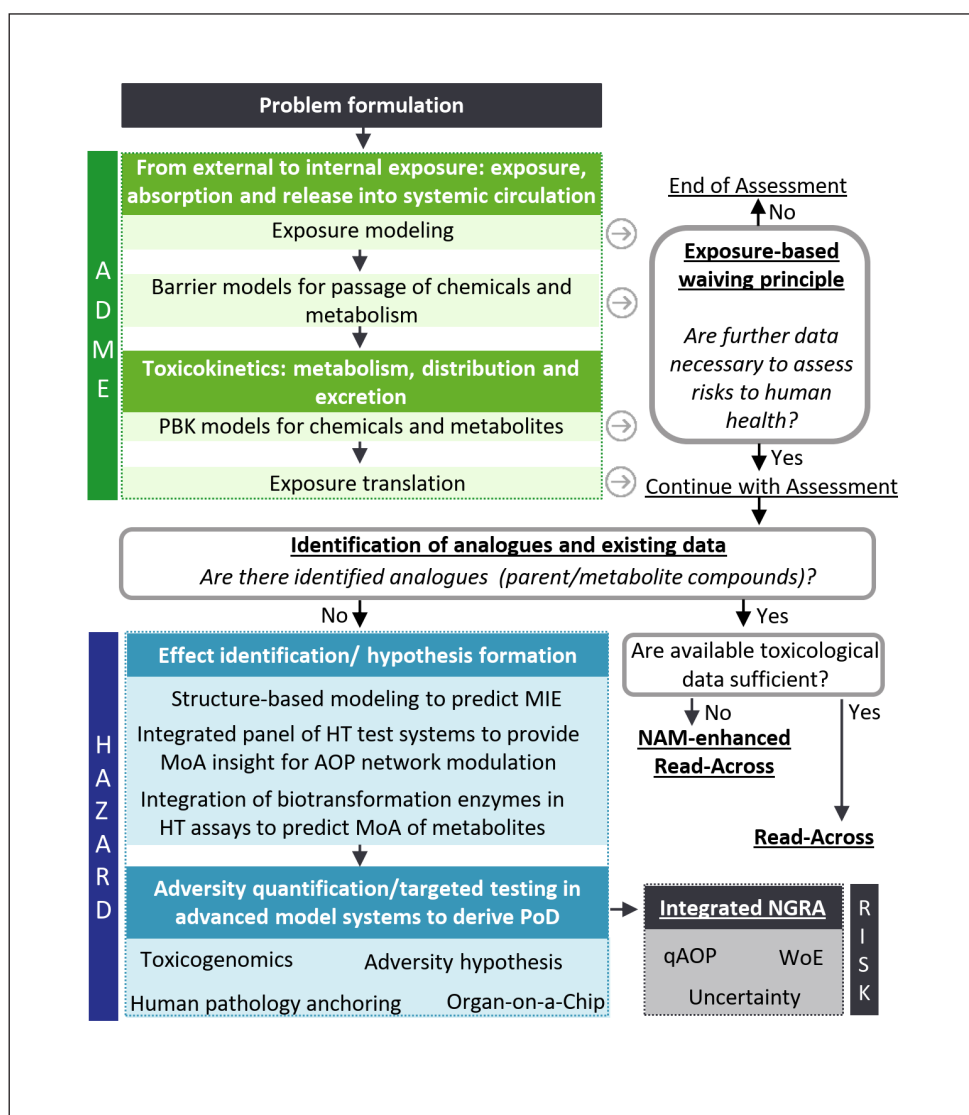 Problem formulation
ADME
From external to internal exposure: exposure,
absorption and release into systemic circulation
Exposure modeling
Barrier models for passage of chemicals and
metabolism
Toxicokinetics: metabolism, distribution and
excretion
PBK models for chemicals and metabolites
Exposure translation
End of Assessment
No
Exposure-based
waiving principle
Are further data
necessary to assess
risks to human
health?
Yes
Continue with Assessment
Identification of analogues and existing data
Are there identified analogues (parent/metabolite compounds)?
No
Yes
HAZARD
Effect identification/ hypothesis formation
Structure-based modeling to predict MIE
Integrated panel of HT test systems to provide
MoA insight for AOP network modulation
Integration of biotransformation enzymes in
HT assays to predict MoA of metabolites
Are available toxicological
data sufficient?
No
Yes
NAM-enhanced
Read-Across
Read-Across
Adversity quantification/targeted testing in
advanced model systems to derive PoD
Toxicogenomics
Adversity hypothesis
Human pathology anchoring
Organ-on-a-Chip
Integrated NGRA
qAOP
WoE
Uncertainty
RISK